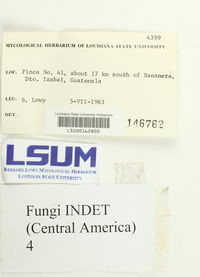 4399
MYCOLOGICAL HERBARIUM OF LOUISIANA STATE UNIVERSITY
LOC. Finca No. 41, about 17 km south of Bananera,
Dto. Izabal, Guatemala
LEG. B. Lowy 5-VII-1963
DET.
Louisiana State University Herbarium
LSU00142602
146762
LSUM
BERNARD LOWY MYCOLOGICAL HERBARIUM
LOUISIANA STATE UNIVERSITY
Fungi INDET
(Central America)
4